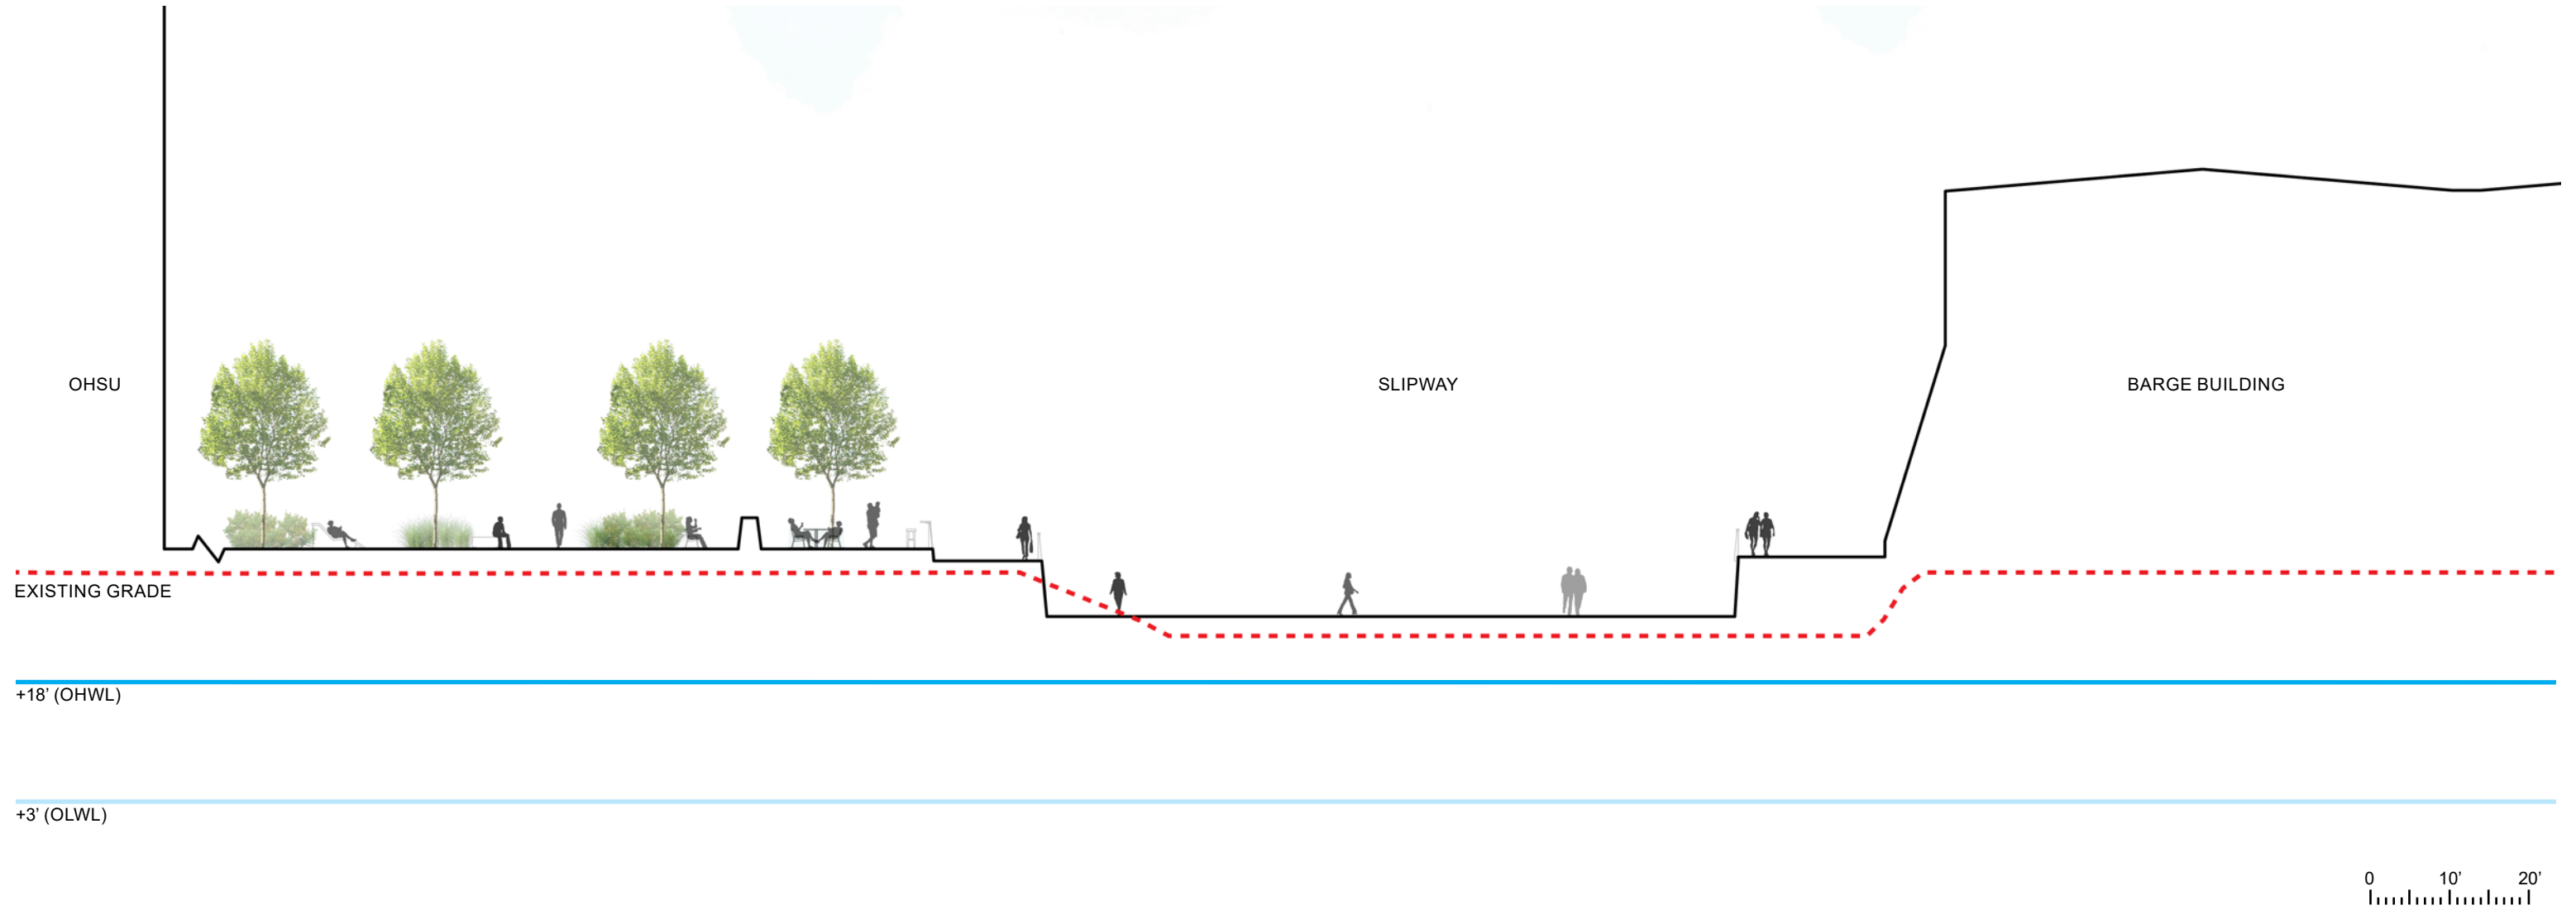 OHSU
SLIPWAY
BARGE BUILDING
EXISTING GRADE
+18’ (OHWL)
+3’ (OLWL)
0 10’ 20’